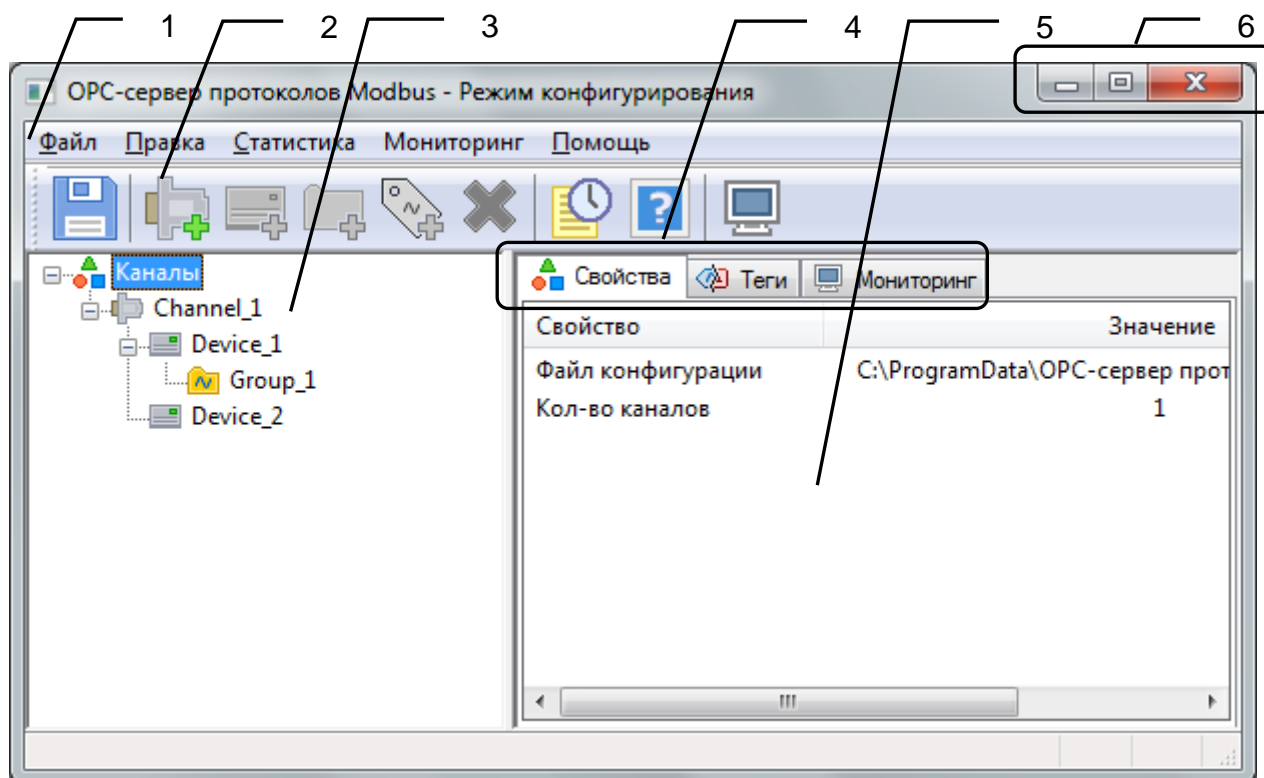 1 2 3 4 5 6
OPC-сервер протоколов Modbus - Режим конфигурирования
Файл Правка Статистика Мониторинг Помощь
?
Каналы
Channel_1
Device_1
Group_1
Device_2
Свойства Теги Мониторинг
Свойство Значение
Файл конфигурации C:\ProgramData\OPC-сервер прот
Кол-во каналов 1